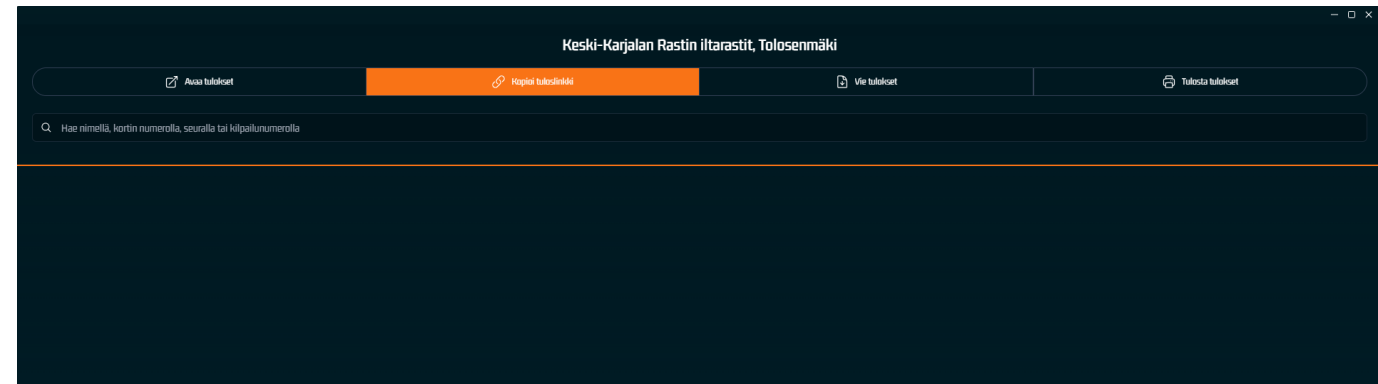 Keski-Karjalan Rastin iltarastit, Tolosenmäki
Avaa tulokset
Kopioi tuloslinkki
Vie tulokset
Tulosta tulokset
Hae nimellä, kortin numerolla, seuralla tai kilpailunumerolla